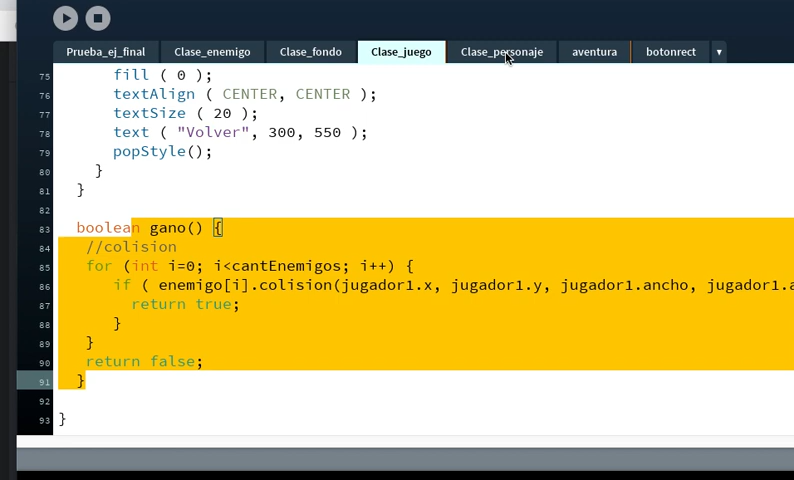 Prueba_ej_final Clase_enemigo Clase_fondo Clase_juego Clase_personaje aventura botonrect ▼
75 fill ( 0 );
76 textAlign ( CENTER, CENTER );
77 textSize ( 20 );
78 text ( "Volver", 300, 550 );
79 popStyle();
80 }
81 }
82
83 boolean gano() {
84 //colision
85 for (int i=0; i<cantEnemigos; i++) {
86 if ( enemigo[i].colision(jugador1.x, jugador1.y, jugador1.ancho, jugador1.a
87 return true;
88 }
89 }
90 return false;
91 }
92
93 }